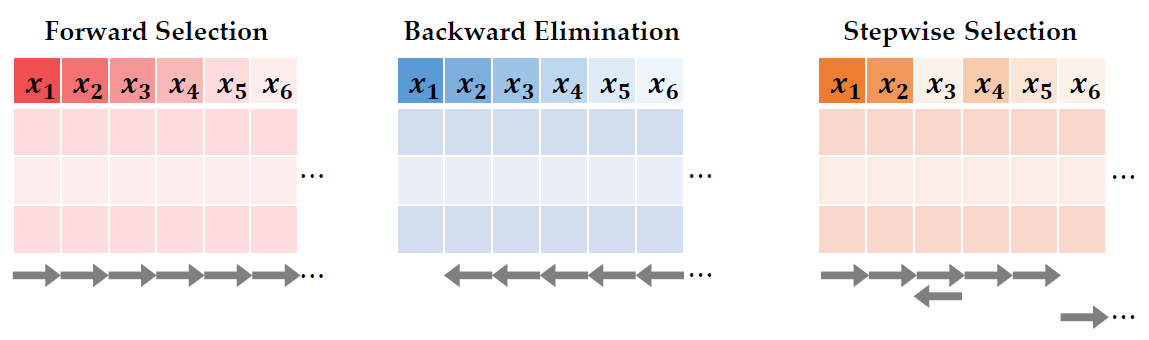 Forward Selection
x₁ x₂ x₃ x₄ x₅ x₆
...
...
Backward Elimination
x₁ x₂ x₃ x₄ x₅ x₆
...
...
Stepwise Selection
x₁ x₂ x₃ x₄ x₅ x₆
...
...